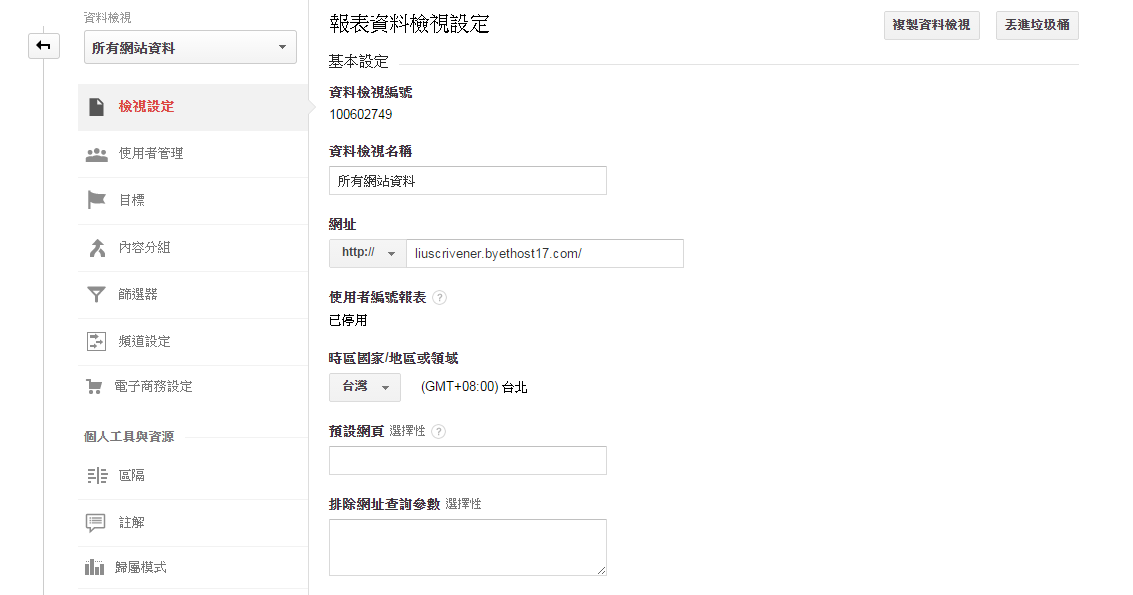 資料檢視
所有網站資料
檢視設定
使用者管理
目標
內容分組
篩選器
頻道設定
電子商務設定
個人工具與資源
區隔
註解
歸屬模式
報表資料檢視設定
複製資料檢視
丟進垃圾桶
基本設定
資料檢視編號
100602749
資料檢視名稱
所有網站資料
網址
http:// liuscrivener.byethost17.com/
使用者編號報表 ?
已停用
時區國家/地區或領域
台灣 (GMT+08:00) 台北
預設網頁 選擇性 ?
排除網址查詢參數 選擇性